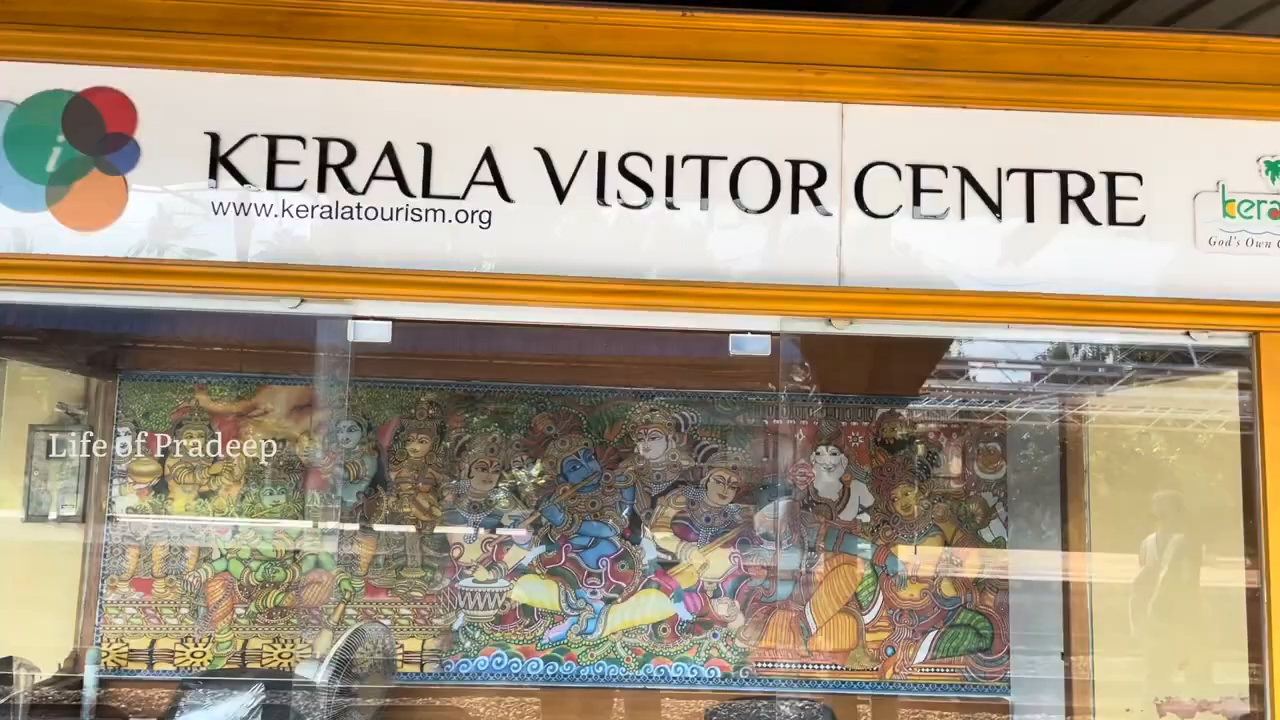 i
KERALA VISITOR CENTRE
www.keralatourism.org
kera
God's Own
Life of Pradeep